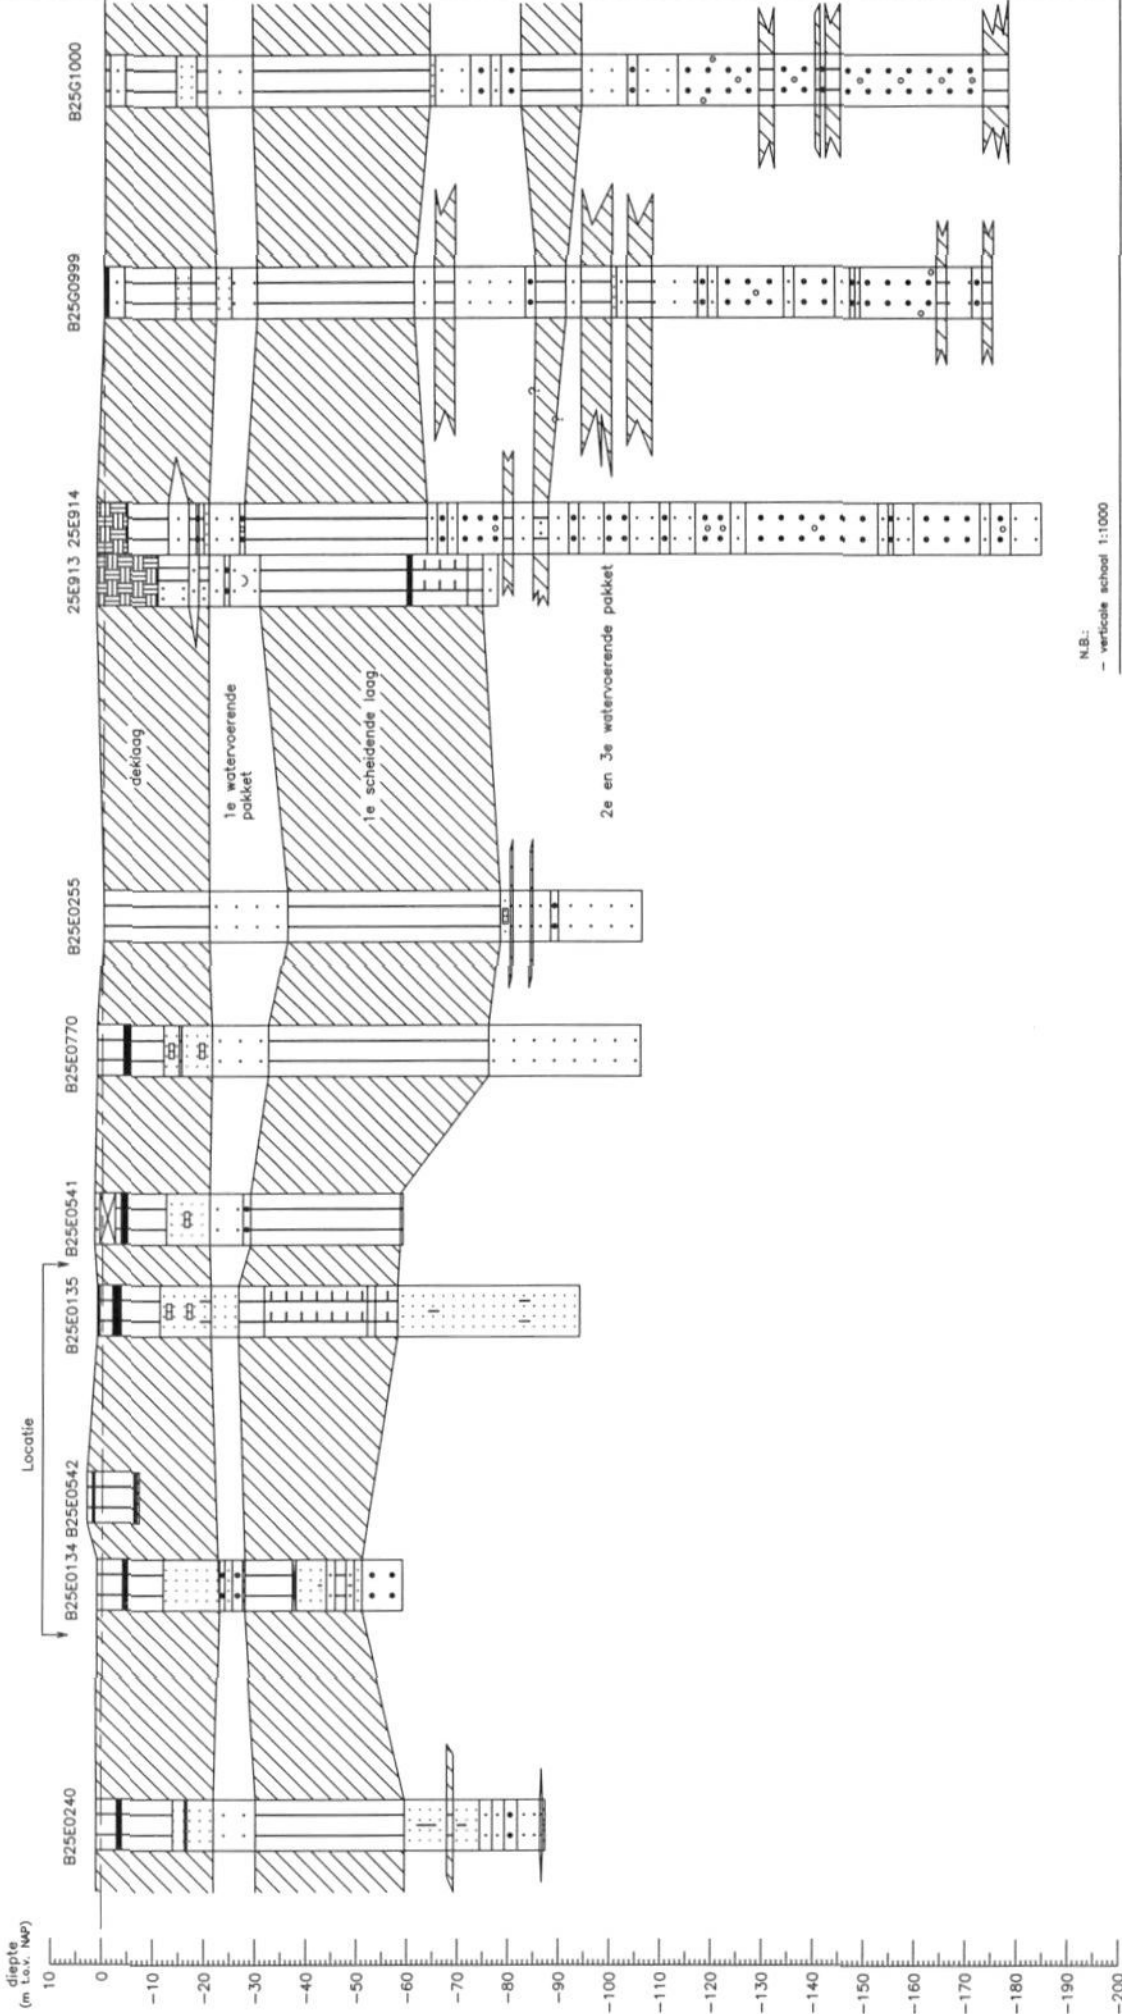 diepte
(m t.o.v. NAP)
10
0
-10
-20
-30
-40
-50
-60
-70
-80
-90
-100
-110
-120
-130
-140
-150
-160
-170
-180
-190
-200
B25E0240
Locatie
B25E0134
B25E0542
B25E0135
B25E0541
B25E0770
B25E0255
25E913
25E914
B25G0999
B25G1000
deklaag
1e watervoerende
pakket
1e scheidende laag
2e en 3e watervoerende pakket
?
?
N.B.:
- verticale schaal 1:1000